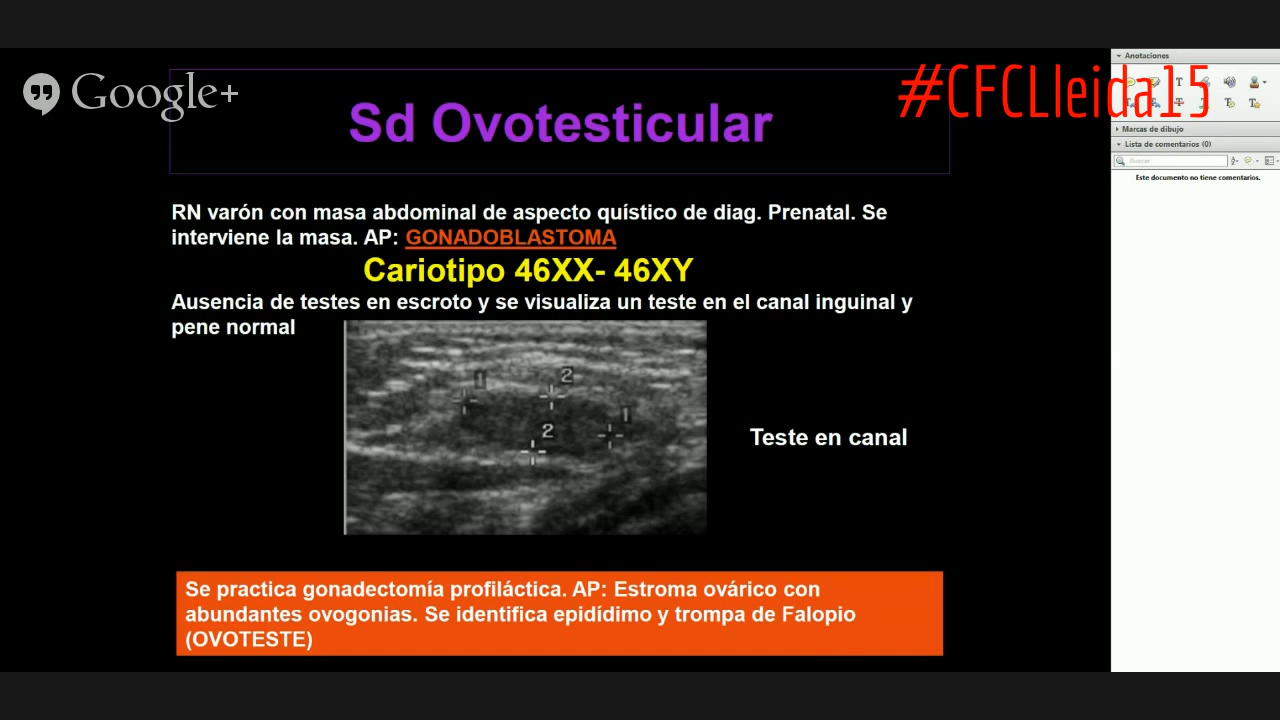 Google+
#CFCLleida15
Sd Ovotesticular
RN varón con masa abdominal de aspecto quístico de diag. Prenatal. Se
interviene la masa. AP: GONADOBLASTOMA
Cariotipo 46XX- 46XY
Ausencia de testes en escroto y se visualiza un teste en el canal inguinal y
pene normal
1
2
1
2
Teste en canal
Se practica gonadectomía profiláctica. AP: Estroma ovárico con
abundantes ovogonias. Se identifica epidídimo y trompa de Falopio
(OVOTESTE)
Anotaciones
Marcas de dibujo
Lista de comentarios (0)
Buscar
Este documento no tiene comentarios.